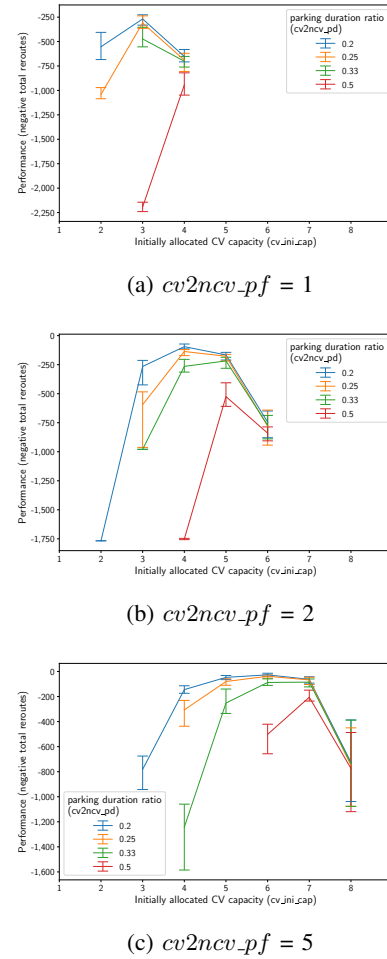 -250
-500
-750
-1,000
-1,250
-1,500
-1,750
-2,000
-2,250
Performance (negative total reroutes)
parking duration ratio
(cv2ncv_pd)
0.2
0.25
0.33
0.5
1 2 3 4 5 6 7 8
Initially allocated CV capacity (cv_ini_cap)
(a) cv2ncv_pf = 1
0
-250
-500
-750
-1,000
-1,250
-1,500
-1,750
Performance (negative total reroutes)
parking duration ratio
(cv2ncv_pd)
0.2
0.25
0.33
0.5
1 2 3 4 5 6 7 8
Initially allocated CV capacity (cv_ini_cap)
(b) cv2ncv_pf = 2
0
-200
-400
-600
-800
-1,000
-1,200
-1,400
-1,600
Performance (negative total reroutes)
parking duration ratio
(cv2ncv_pd)
0.2
0.25
0.33
0.5
1 2 3 4 5 6 7 8
Initially allocated CV capacity (cv_ini_cap)
(c) cv2ncv_pf = 5